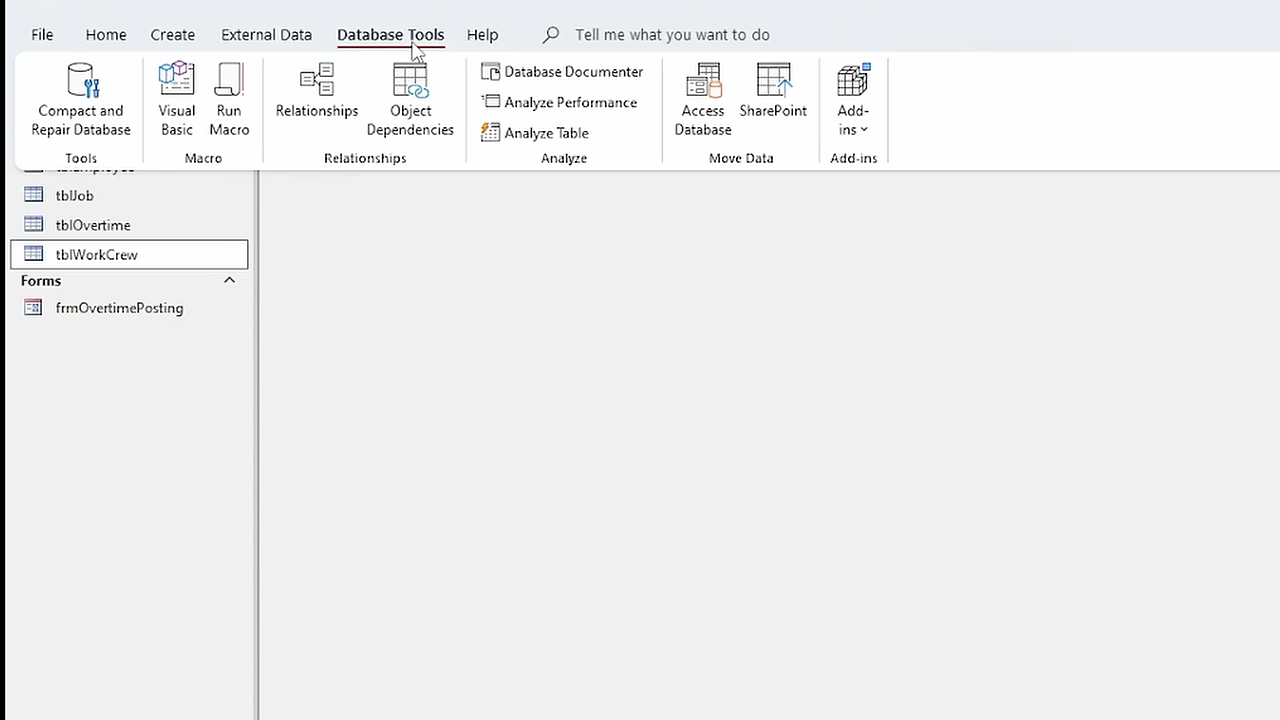 File Home Create External Data Database Tools Help Tell me what you want to do
Compact and
Repair Database
Tools
Visual
Basic
Run
Macro
Macro
Relationships
Object
Dependencies
Relationships
Database Documenter
Analyze Performance
Analyze Table
Analyze
Access
Database
SharePoint
Move Data
Add-
ins
Add-ins
tblJob
tblOvertime
tblWorkCrew
Forms
frmOvertimePosting